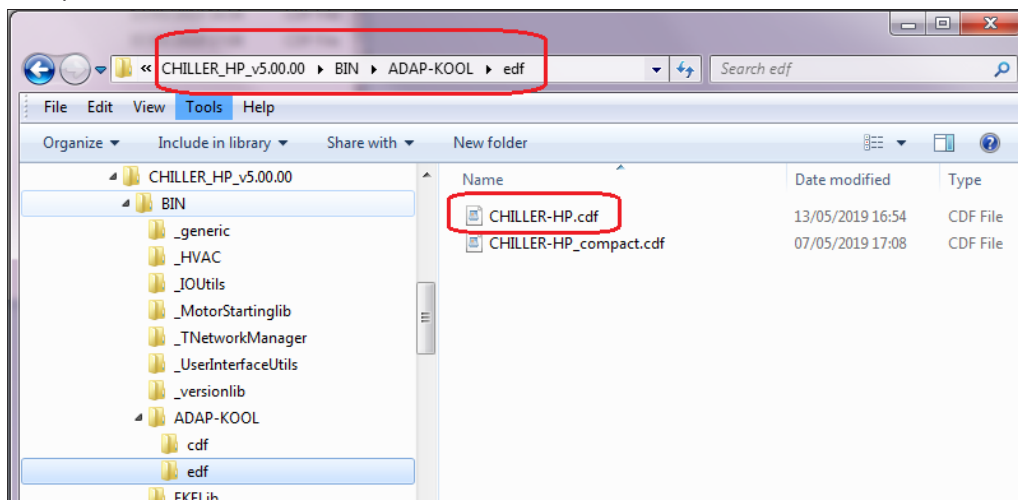 « CHILLER_HP_v5.00.00 ▸ BIN ▸ ADAP-KOOL ▸ edf
Search edf
File Edit View Tools Help
Organize Include in library Share with New folder
CHILLER_HP_v5.00.00
BIN
_generic
_HVAC
_IOUtils
_MotorStartinglib
_TNetworkManager
_UserInterfaceUtils
_versionlib
ADAP-KOOL
cdf
edf
Name Date modified Type
CHILLER-HP.cdf 13/05/2019 16:54 CDF File
CHILLER-HP_compact.cdf 07/05/2019 17:08 CDF File